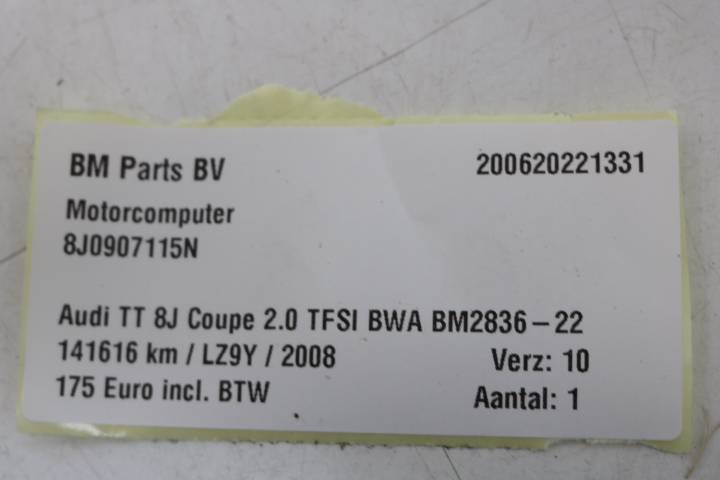 BM Parts BV 200620221331
Motorcomputer
8J0907115N
Audi TT 8J Coupe 2.0 TFSI BWA BM2836-22
141616 km / LZ9Y / 2008 Verz: 10
175 Euro incl. BTW Aantal: 1